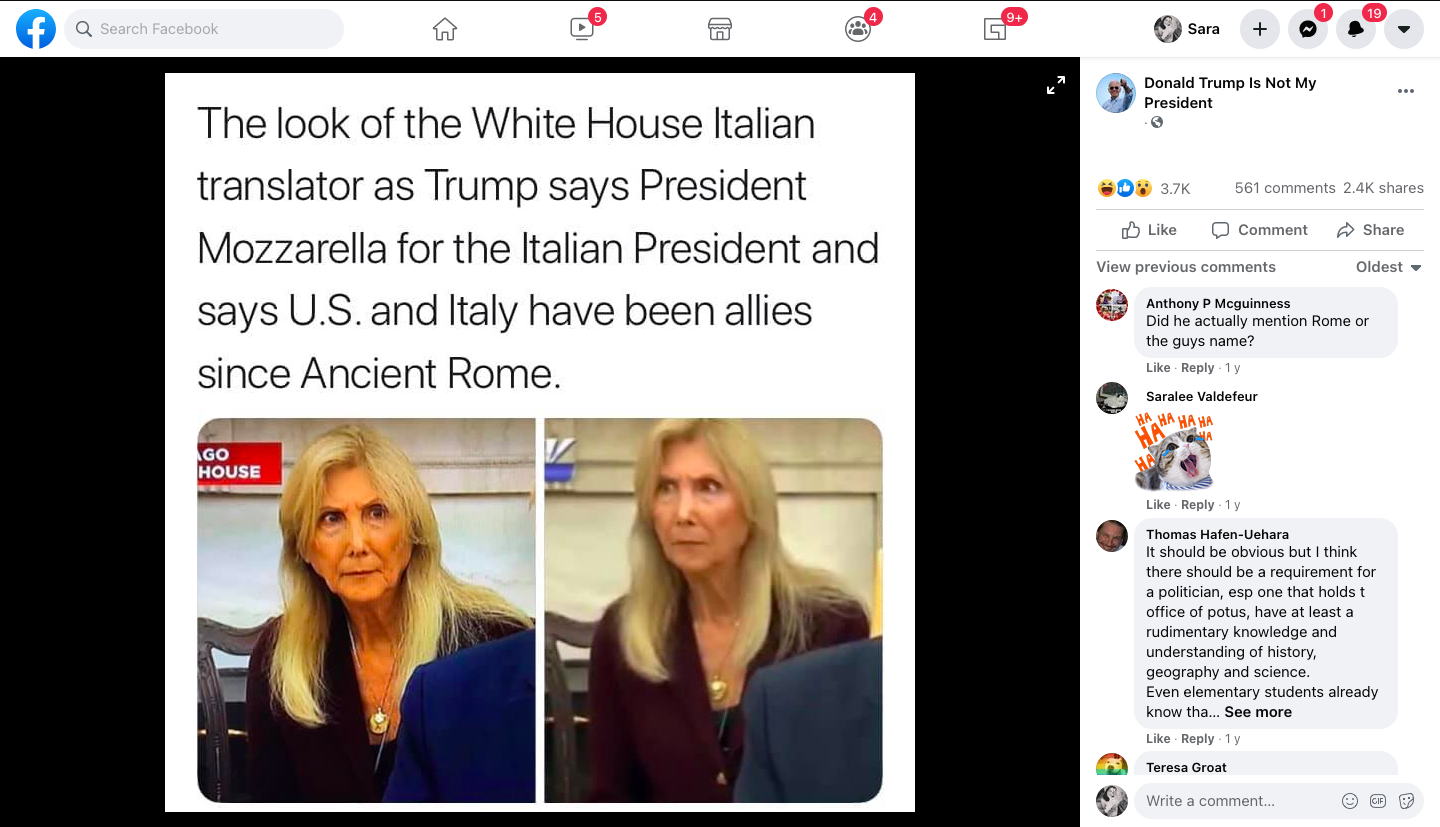 Search Facebook
5
4
9+
Sara
1
19
The look of the White House Italian
translator as Trump says President
Mozzarella for the Italian President and
says U.S. and Italy have been allies
since Ancient Rome.
AGO
HOUSE
Donald Trump Is Not My
President
3.7K 561 comments 2.4K shares
Like Comment Share
View previous comments Oldest
Anthony P Mcguinness
Did he actually mention Rome or
the guys name?
Like · Reply · 1 y
Saralee Valdefeur
HA HA HA HA
HA HA
HA
Like · Reply · 1 y
Thomas Hafen-Uehara
It should be obvious but I think
there should be a requirement for
a politician, esp one that holds t
office of potus, have at least a
rudimentary knowledge and
understanding of history,
geography and science.
Even elementary students already
know tha... See more
Like · Reply · 1 y
Teresa Groat
Write a comment...
GIF